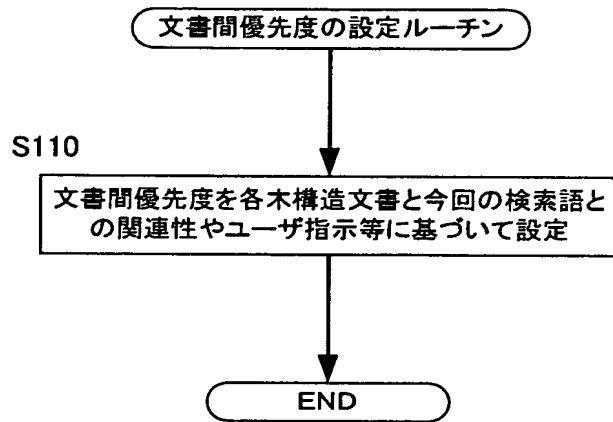 文書間優先度の設定ルーチン
S110
文書間優先度を各木構造文書と今回の検索語と
の関連性やユーザ指示等に基づいて設定
END